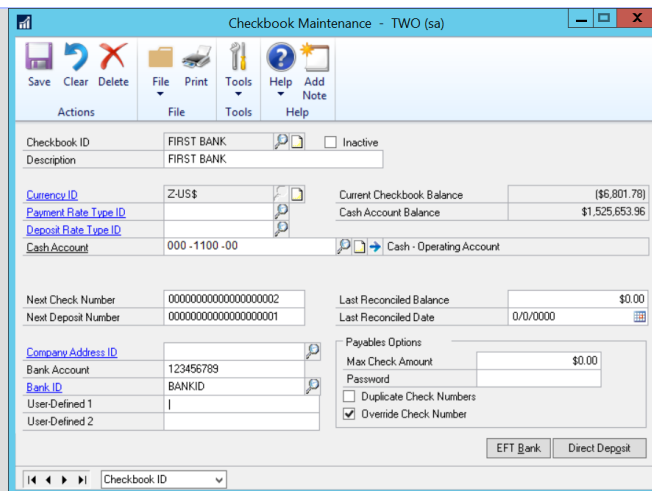 Checkbook Maintenance - TWO (sa)
Save Clear Delete File Print Tools Help Add Note
Actions File Tools Help
Checkbook ID FIRST BANK Inactive
Description FIRST BANK
Currency ID Z-US$ Current Checkbook Balance ($6,801.78)
Payment Rate Type ID Cash Account Balance $1,525,653.96
Deposit Rate Type ID
Cash Account 000 -1100 -00 Cash - Operating Account
Next Check Number 00000000000000000002 Last Reconciled Balance $0.00
Next Deposit Number 00000000000000000001 Last Reconciled Date 0/0/0000
Payables Options
Company Address ID Max Check Amount $0.00
Bank Account 123456789 Password
Bank ID BANKID Duplicate Check Numbers
User-Defined 1 Override Check Number
User-Defined 2
EFT Bank Direct Deposit
Checkbook ID